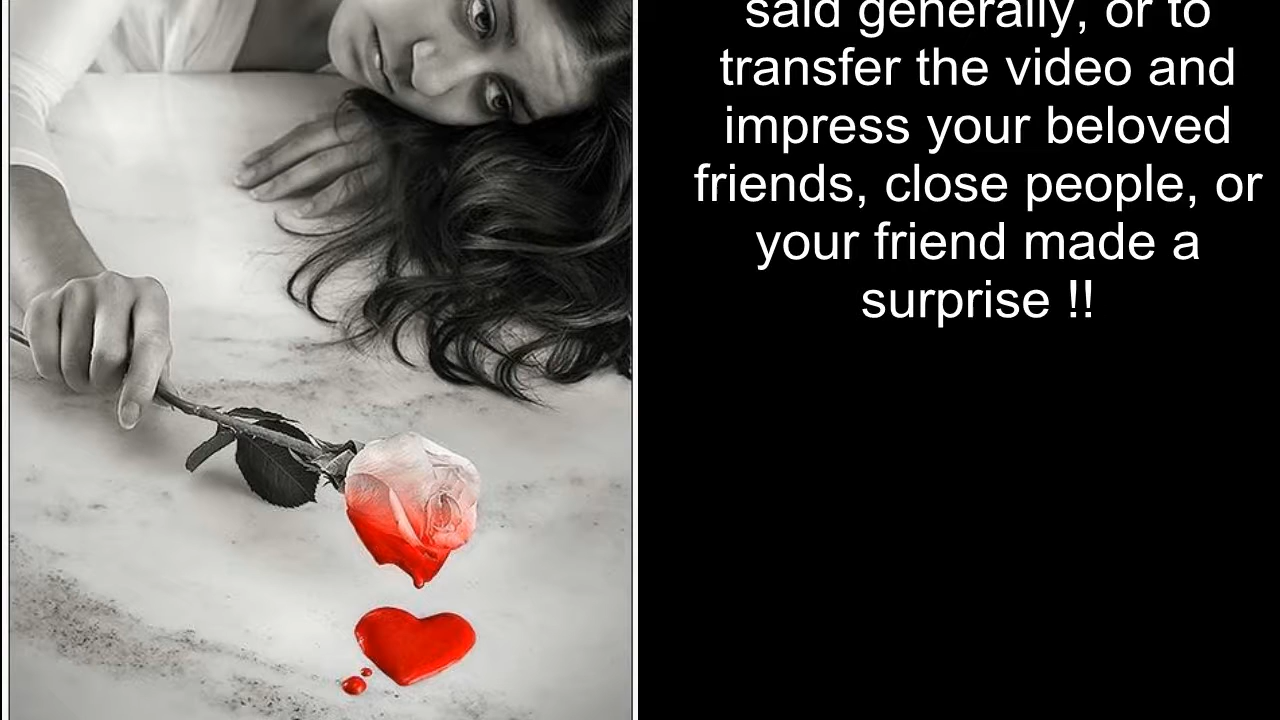 said generally, or to
transfer the video and
impress your beloved
friends, close people, or
your friend made a
surprise !!